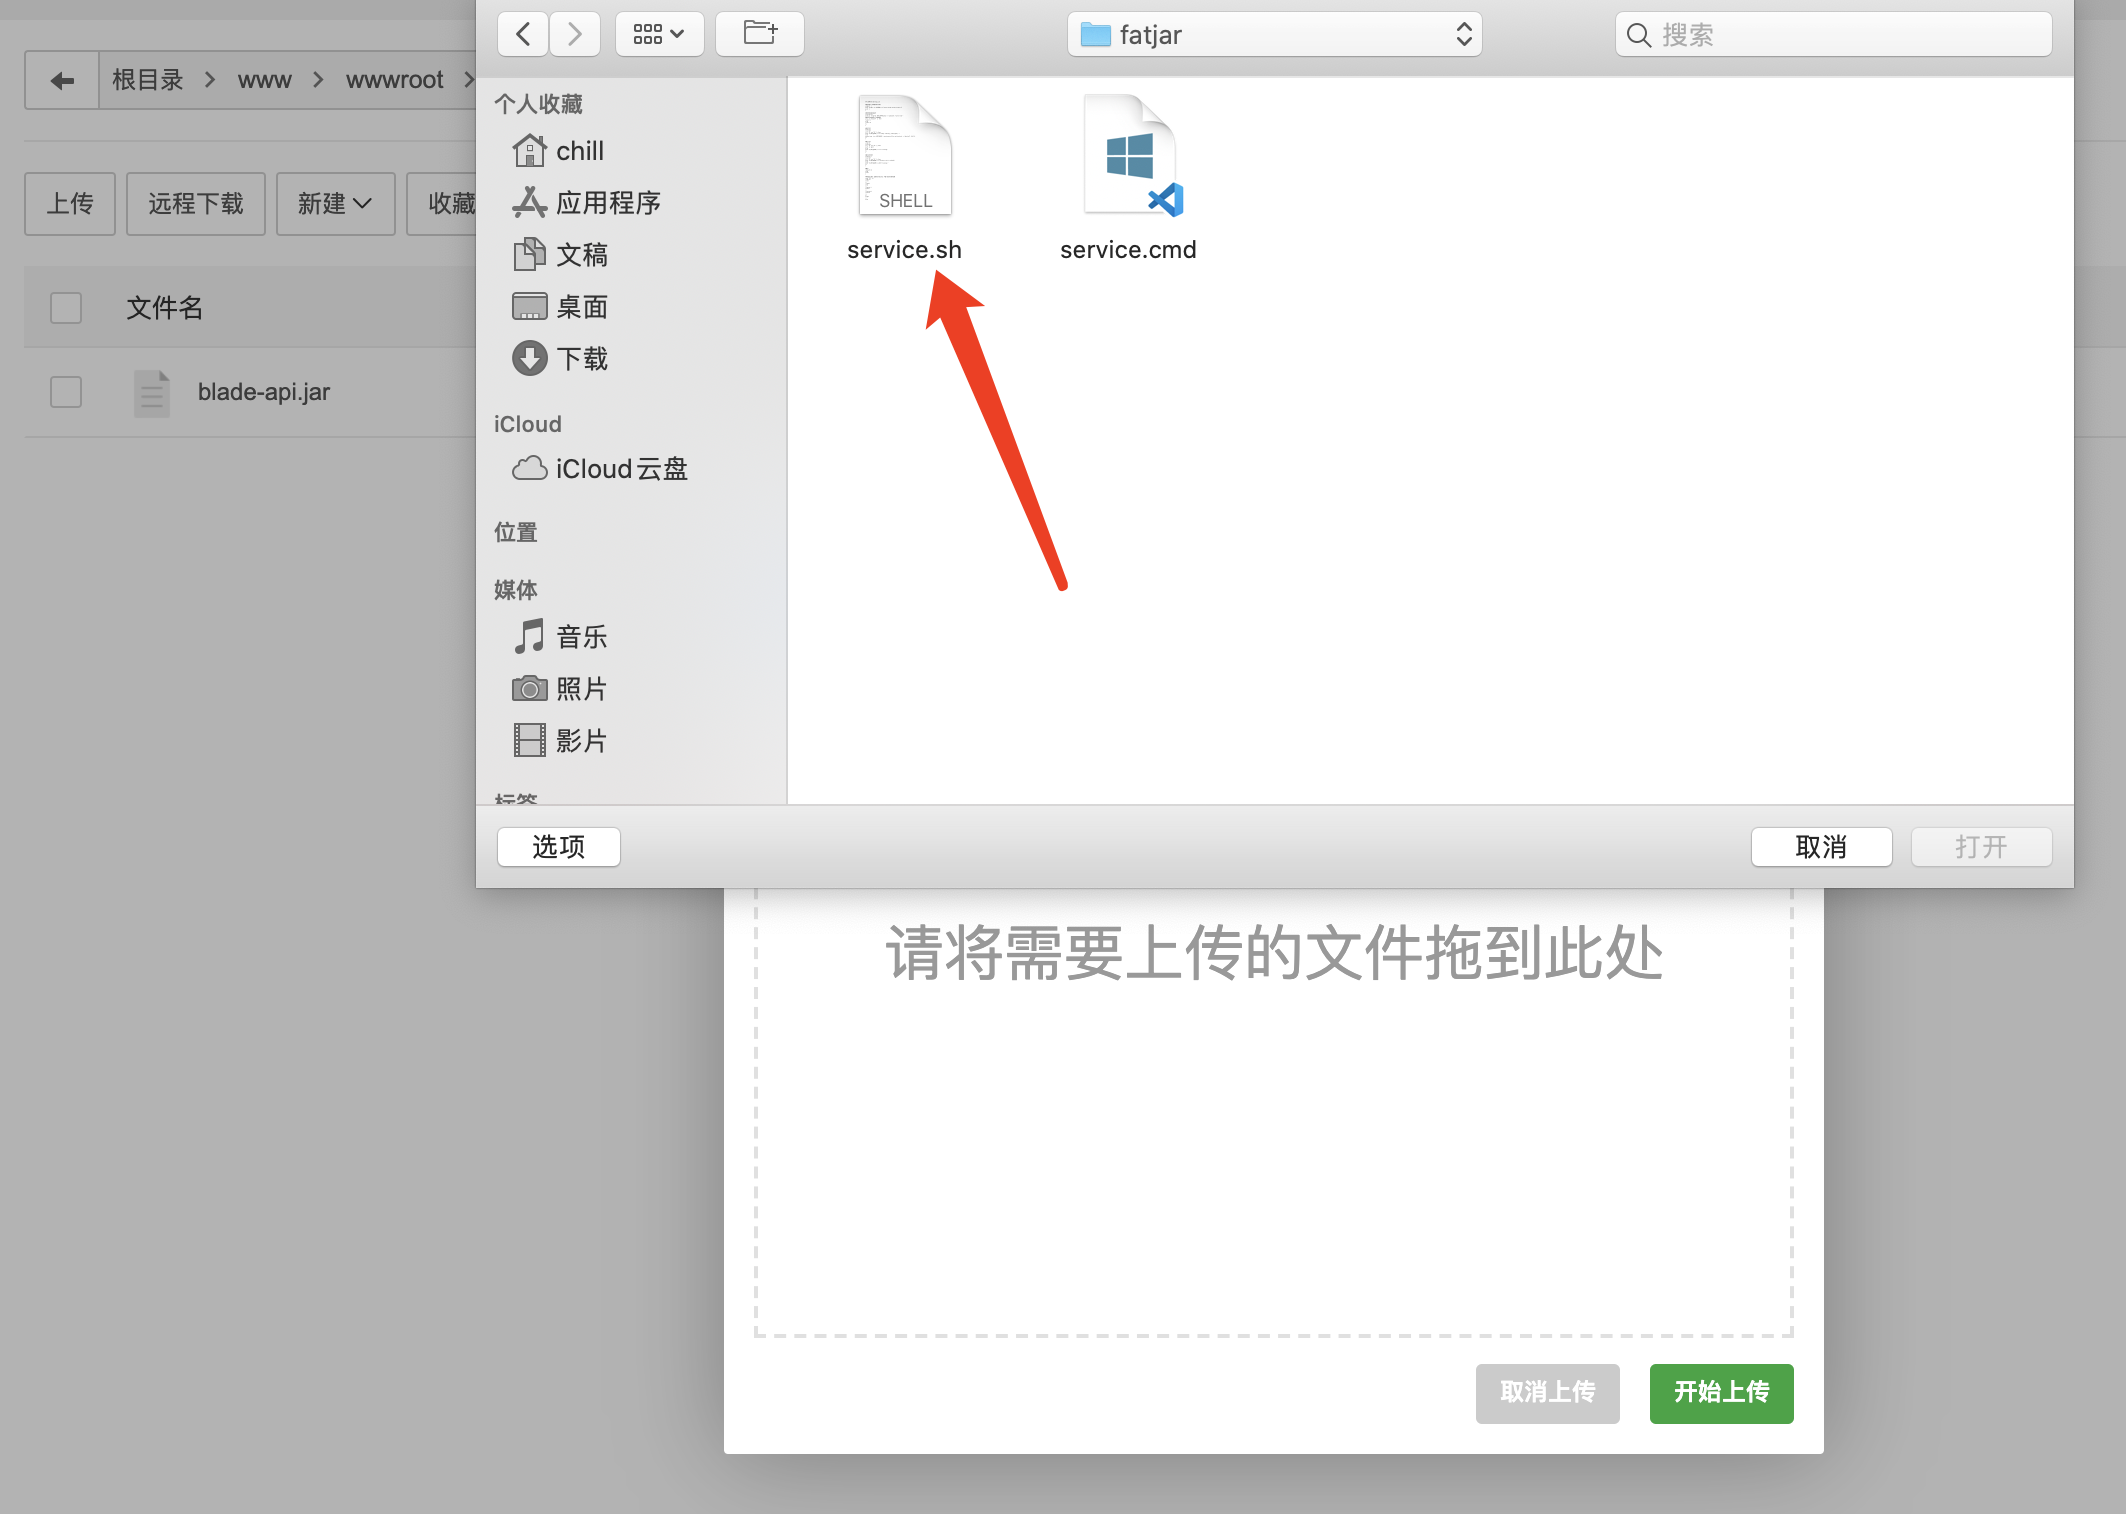 fatjar
搜索
根目录 > www > wwwroot >
上传
远程下载
新建
收藏
文件名
blade-api.jar
个人收藏
chill
应用程序
文稿
桌面
下载
iCloud
iCloud云盘
位置
媒体
音乐
照片
影片
标签
SHELL
service.sh
service.cmd
选项
取消
打开
请将需要上传的文件拖到此处
取消上传
开始上传